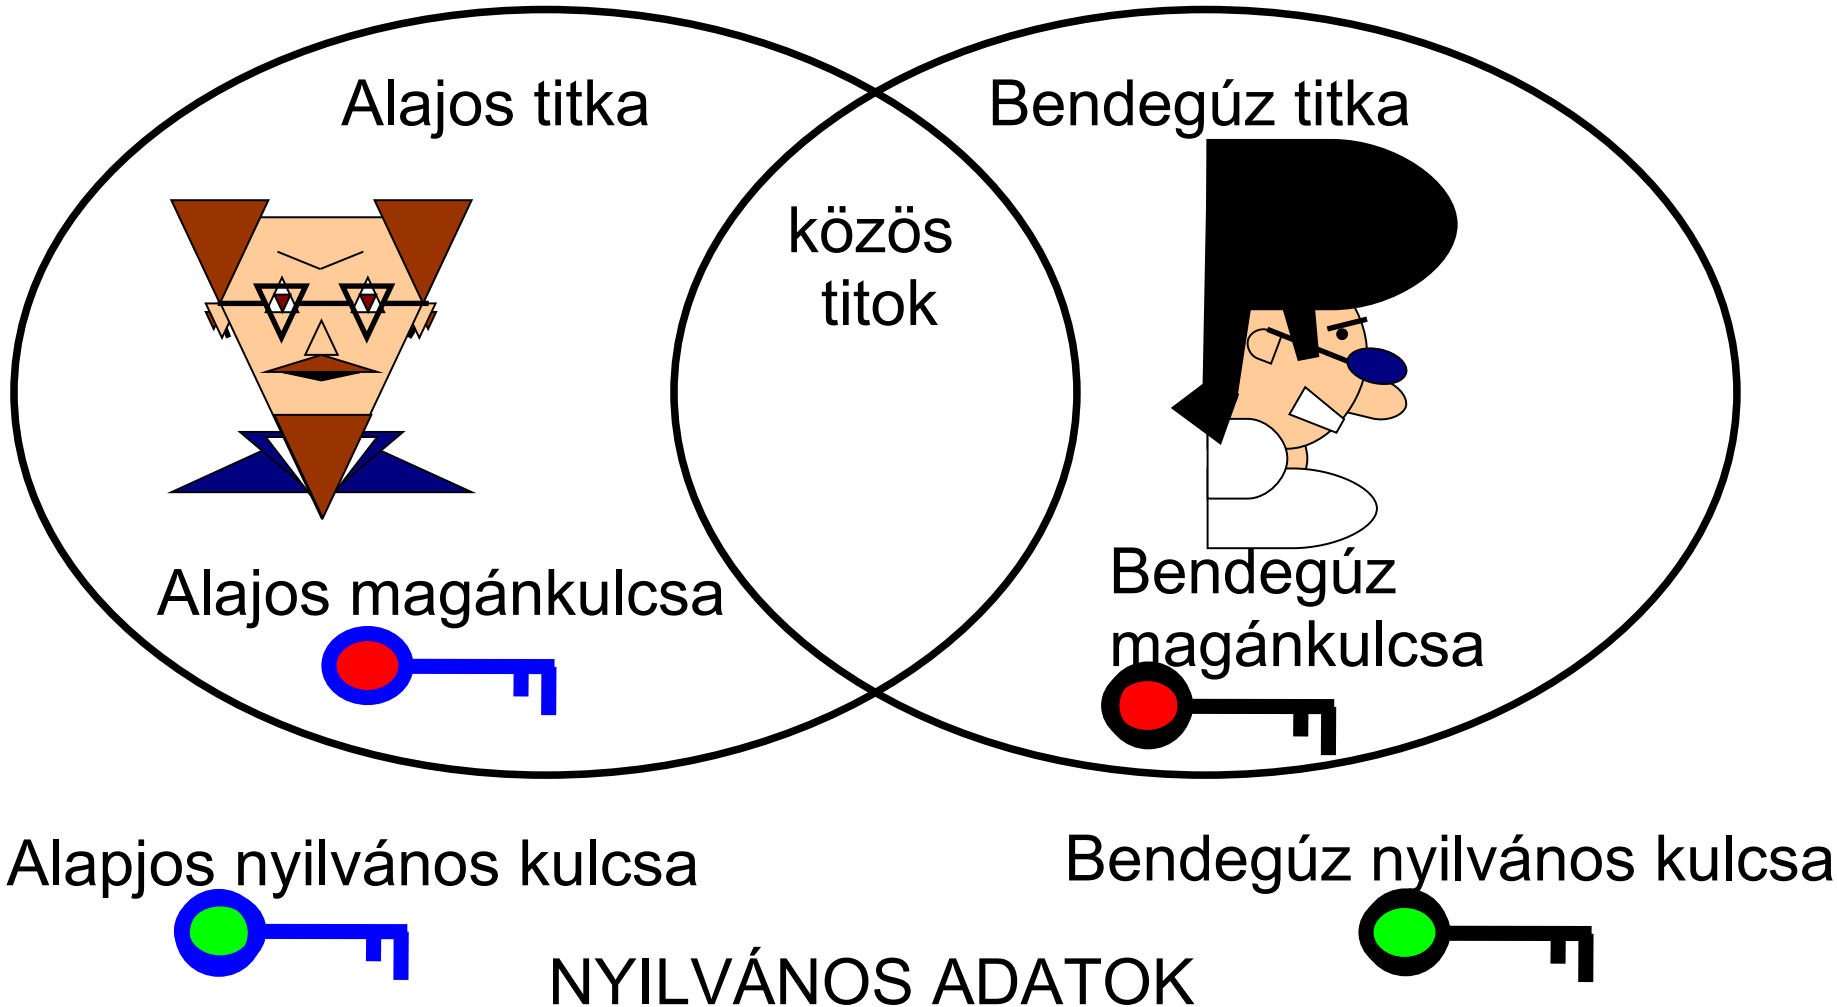 Alajos titka
Bendegúz titka
közös
titok
Alajos magánkulcsa
Bendegúz
magánkulcsa
Alapjos nyilvános kulcsa
Bendegúz nyilvános kulcsa
NYILVÁNOS ADATOK